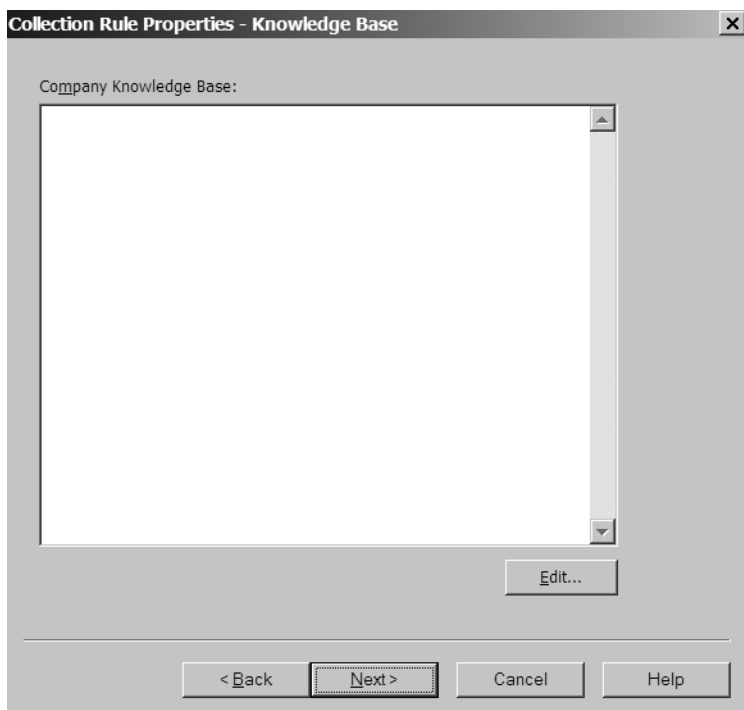 Collection Rule Properties - Knowledge Base
Company Knowledge Base:
Edit...
< Back Next > Cancel Help